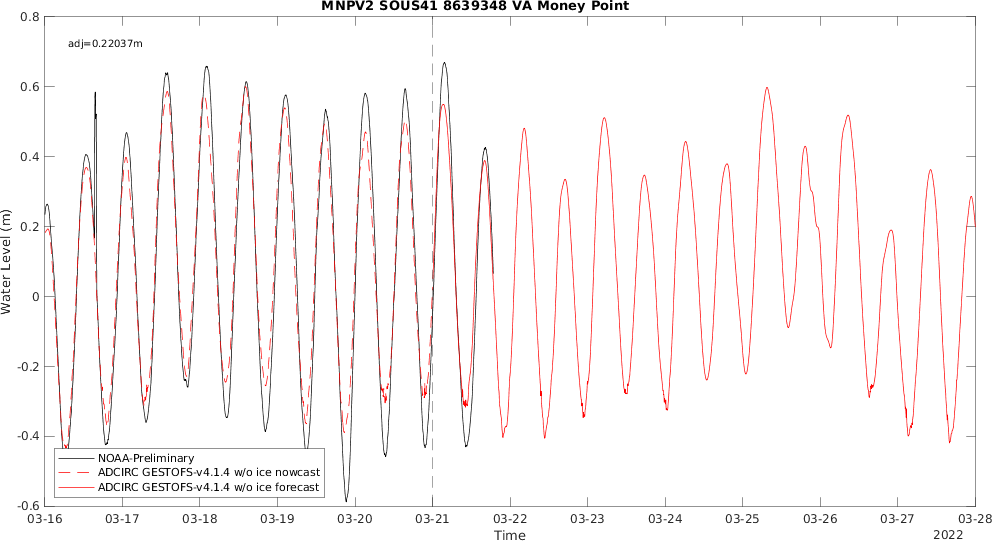 MNPV2 SOUS41 8639348 VA Money Point
adj=0.22037m
Water Level (m)
0.8
0.6
0.4
0.2
0
-0.2
-0.4
-0.6
NOAA-Preliminary
ADCIRC GESTOFS-v4.1.4 w/o ice nowcast
ADCIRC GESTOFS-v4.1.4 w/o ice forecast
03-16 03-17 03-18 03-19 03-20 03-21 03-22 03-23 03-24 03-25 03-26 03-27 03-28
Time
2022